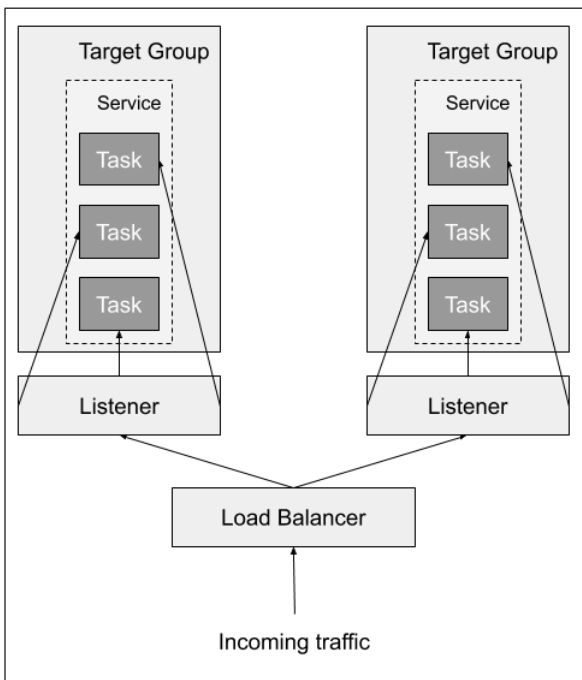 Target Group
Service
Task
Task
Task
Listener
Target Group
Service
Task
Task
Task
Listener
Load Balancer
Incoming traffic